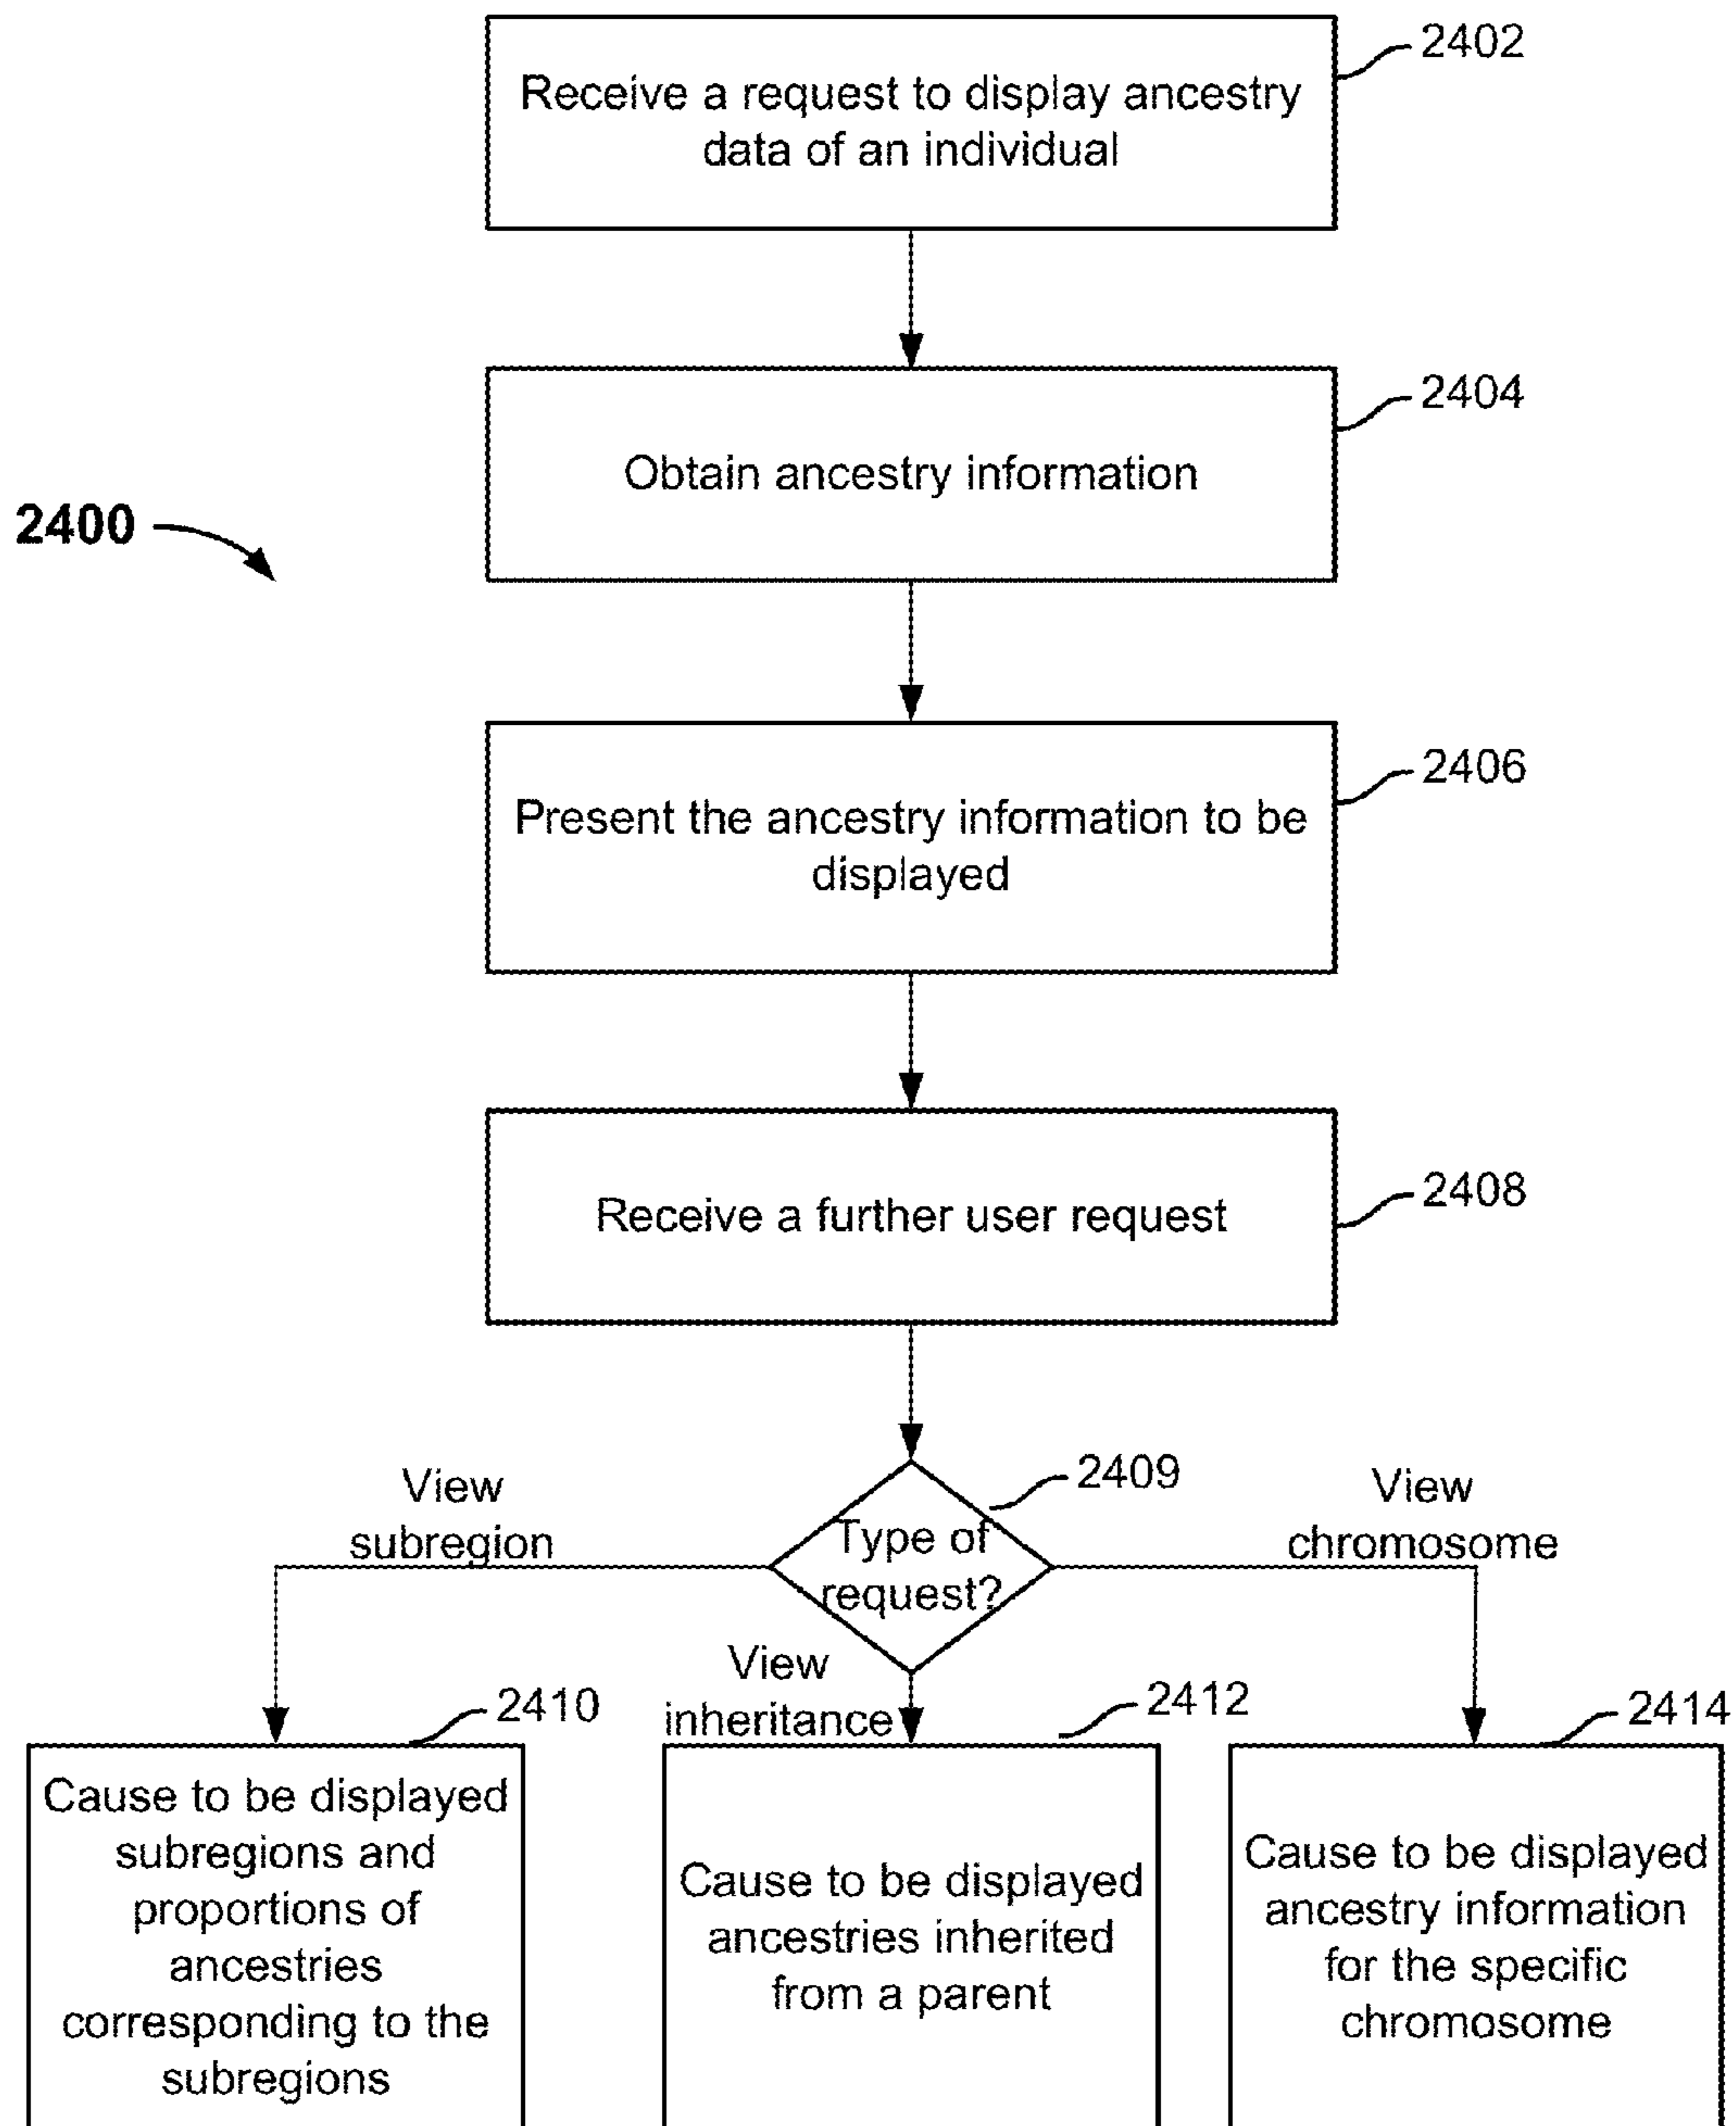 2402
Receive a request to display ancestry
data of an individual
2404
Obtain ancestry information
2400
2406
Present the ancestry information to be
displayed
2408
Receive a further user request
2409
View
subregion
Type of
request?
View
chromosome
View
inheritance
2410
2412
2414
Cause to be displayed
subregions and
proportions of
ancestries
corresponding to the
subregions
Cause to be displayed
ancestries inherited
from a parent
Cause to be displayed
ancestry information
for the specific
chromosome